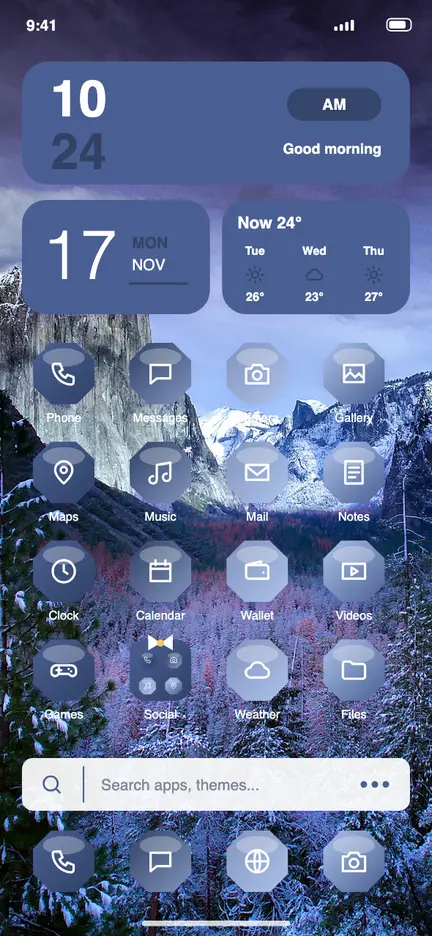 9:41
10
24
AM
Good morning
17
MON
NOV
Now 24°
Tue Wed Thu
26° 23° 27°
Phone Messages Camera Gallery
Maps Music Mail Notes
Clock Calendar Wallet Videos
Games Social Weather Files
Search apps, themes...